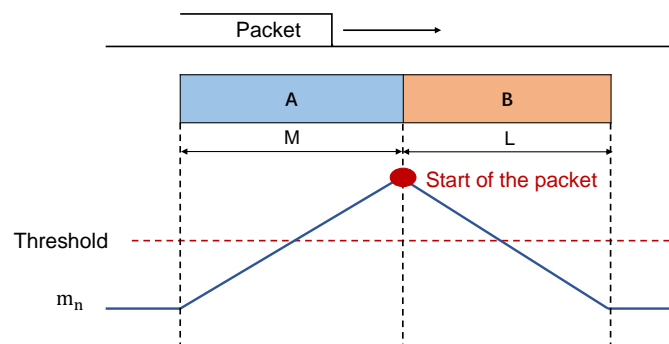 Packet
A B
M L
Start of the packet
Threshold
mₙ